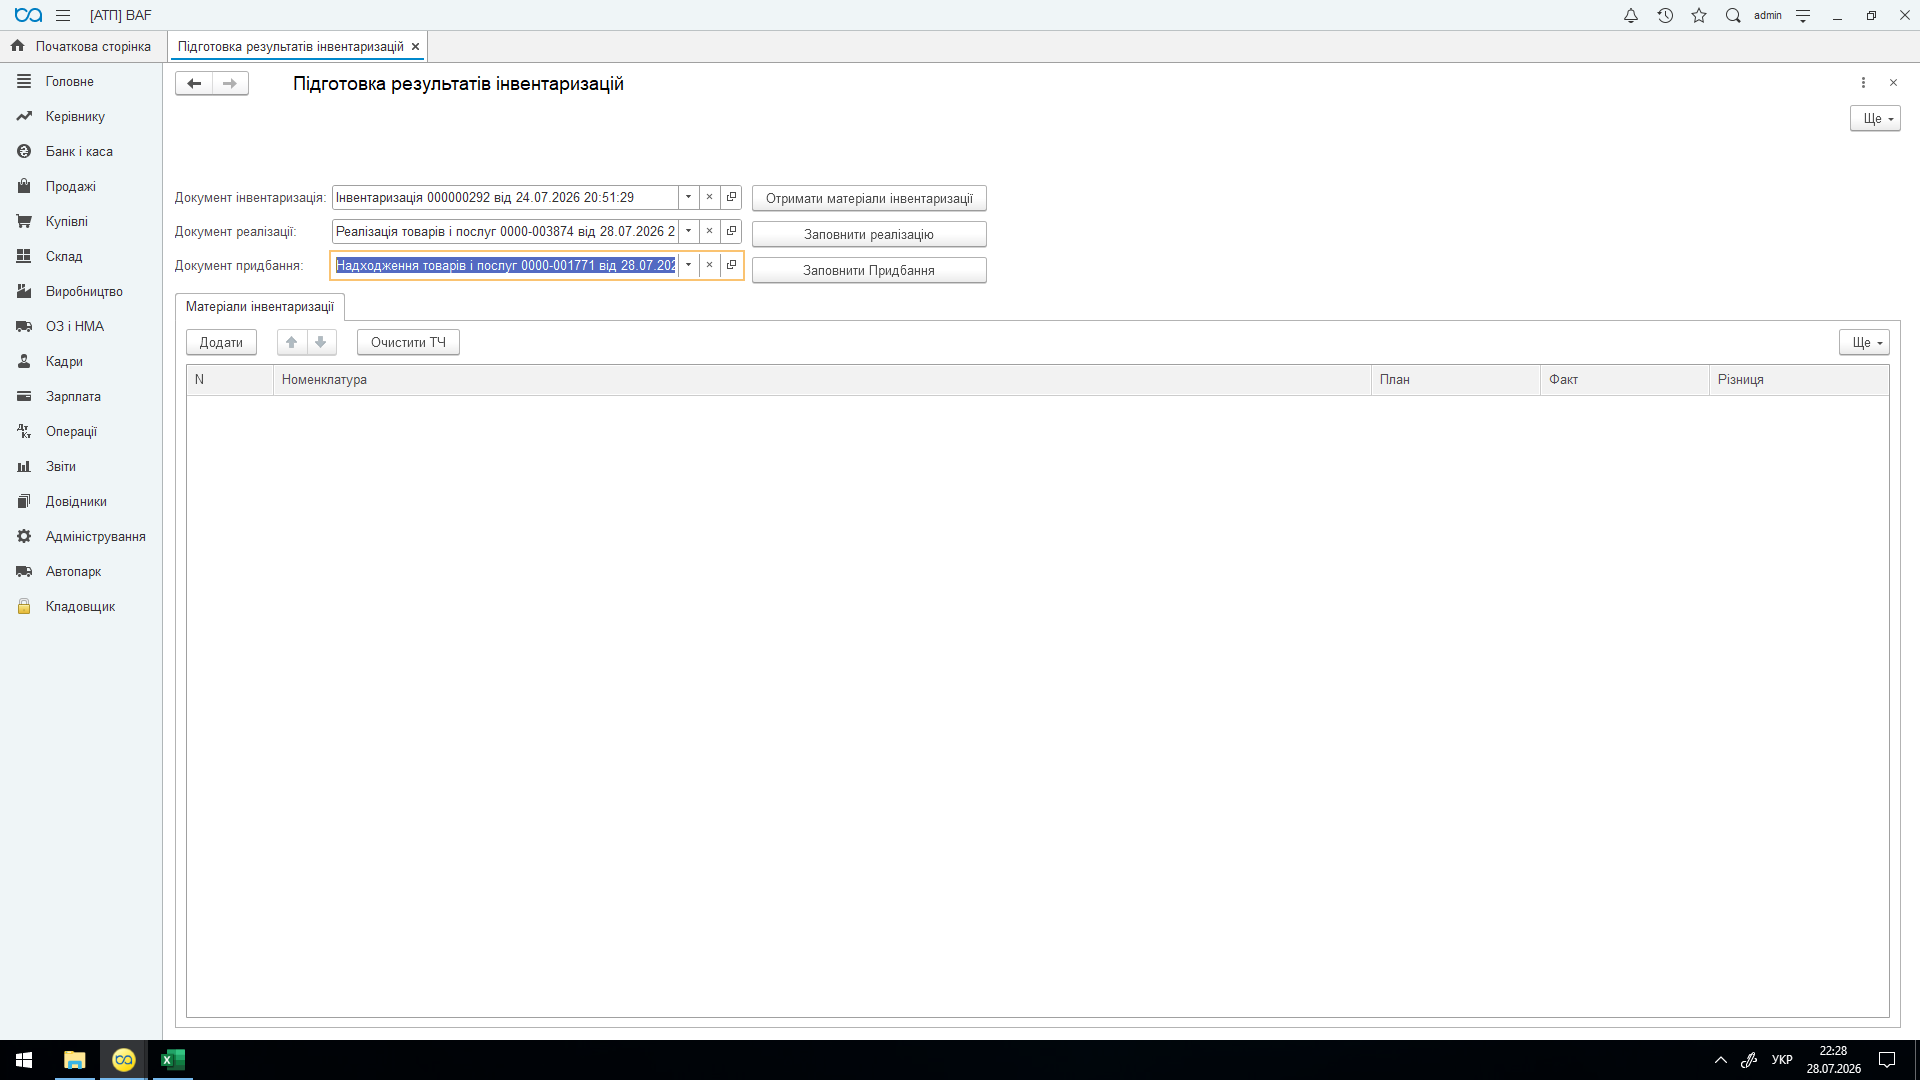 [АТП] BAF
admin
Початкова сторінка
Підготовка результатів інвентаризацій
Головне
Керівнику
Банк і каса
Продажі
Купівлі
Склад
Виробництво
ОЗ і НМА
Кадри
Зарплата
Операції
Звіти
Довідники
Адміністрування
Автопарк
Кладовщик
Підготовка результатів інвентаризацій
Ще
Документ інвентаризація: Інвентаризація 000000292 від 24.07.2026 20:51:29 Отримати матеріали інвентаризації
Документ реалізації: Реалізація товарів і послуг 0000-003874 від 28.07.2026 2 Заповнити реалізацію
Документ придбання: Надходження товарів і послуг 0000-001771 від 28.07.202 Заповнити Придбання
Матеріали інвентаризації
Додати Очистити ТЧ Ще
N Номенклатура План Факт Різниця
УКР
22:28
28.07.2026